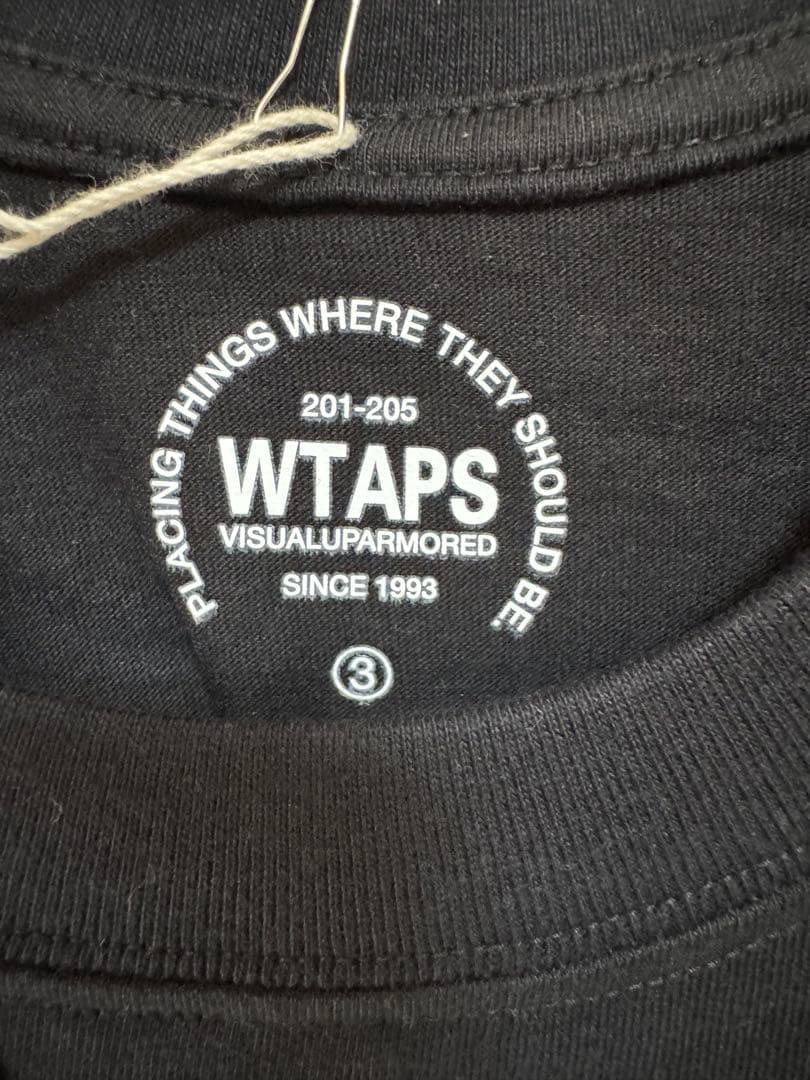 PLACING THINGS WHERE THEY SHOULD BE.
201-205
WTAPS
VISUALUPARMORED
SINCE 1993
3